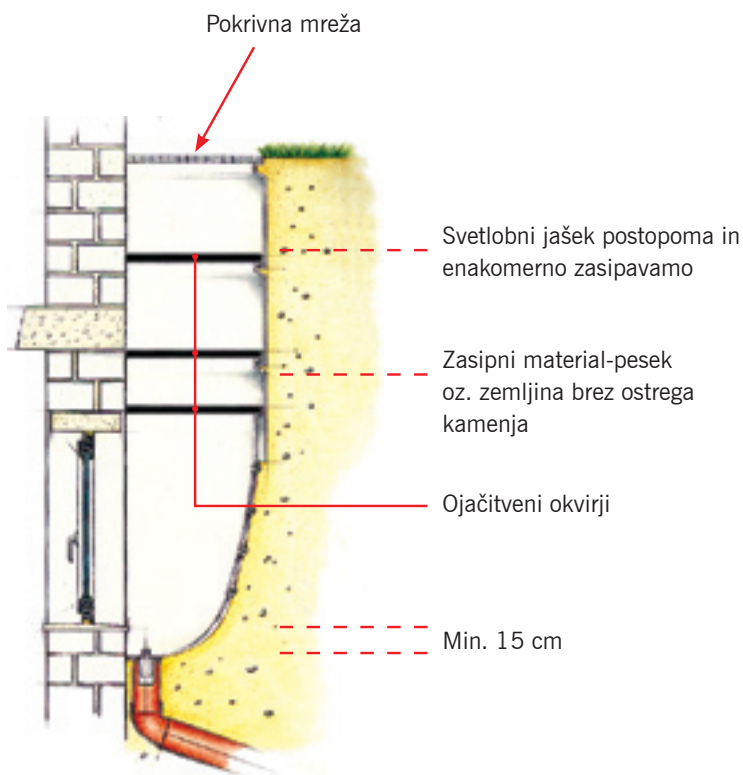 Pokrivna mreža
Svetlobni jašek postopoma in
enakomerno zasipavamo
Zasipni material-pesek
oz. zemljina brez ostrega
kamenja
Ojačitveni okvirji
Min. 15 cm